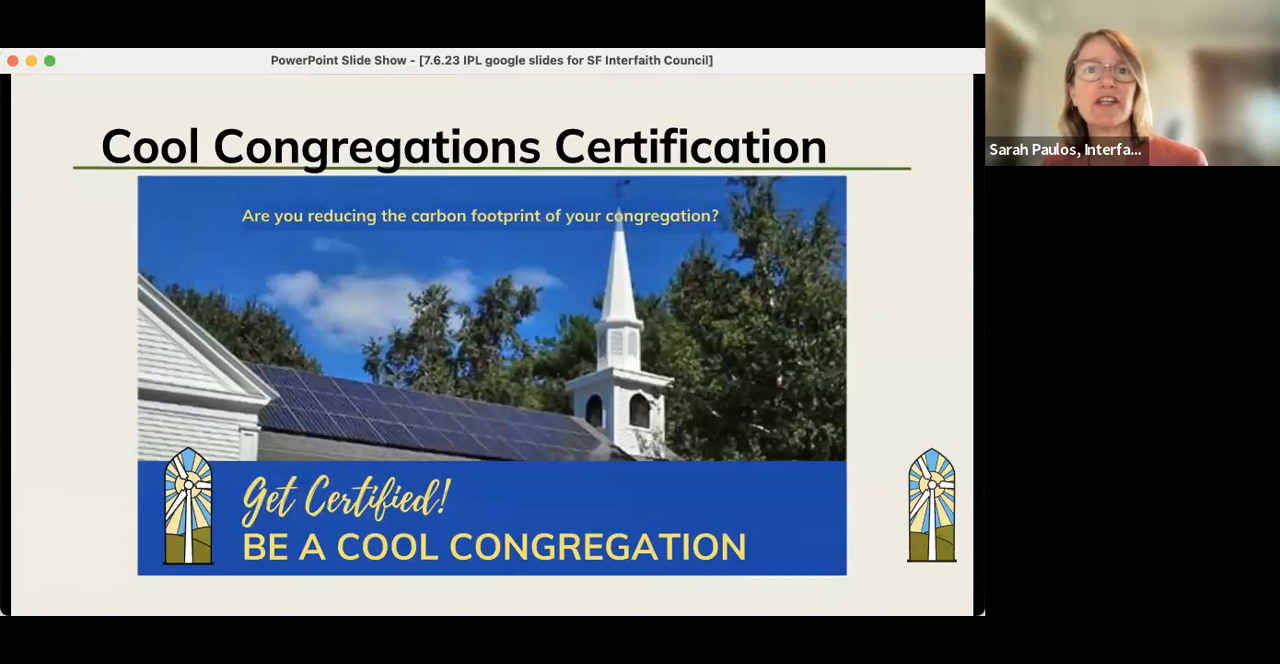 PowerPoint Slide Show - [7.6.23 IPL google slides for SF Interfaith Council]
Cool Congregations Certification
Are you reducing the carbon footprint of your congregation?
Get Certified!
BE A COOL CONGREGATION
Sarah Paulos, Interfa...